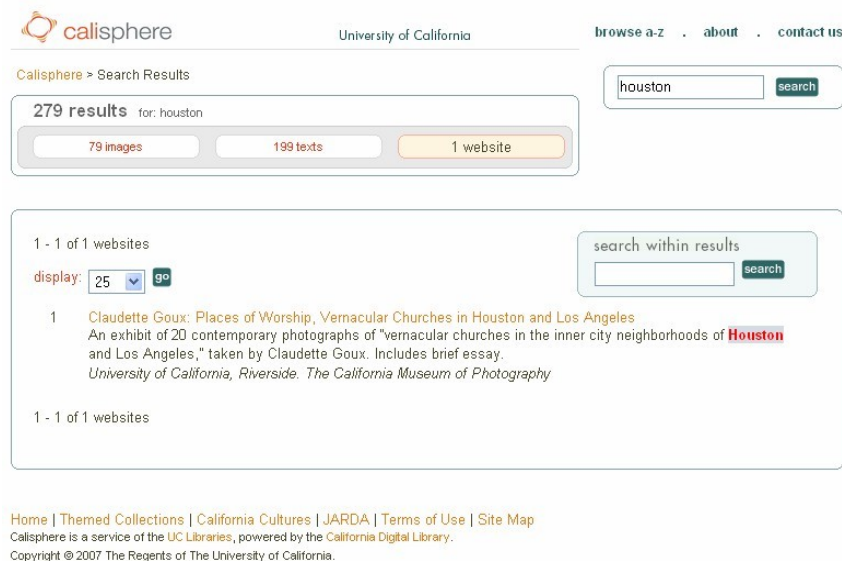 calisphere
University of California
browse a-z . about . contact us
Calisphere > Search Results
houston
search
279 results for: houston
79 images
199 texts
1 website
1 - 1 of 1 websites
search within results
search
display: 25 go
1 Claudette Goux: Places of Worship, Vernacular Churches in Houston and Los Angeles
An exhibit of 20 contemporary photographs of "vernacular churches in the inner city neighborhoods of Houston
and Los Angeles," taken by Claudette Goux. Includes brief essay.
University of California, Riverside. The California Museum of Photography
1 - 1 of 1 websites
Home | Themed Collections | California Cultures | JARDA | Terms of Use | Site Map
Calisphere is a service of the UC Libraries, powered by the California Digital Library.
Copyright © 2007 The Regents of The University of California.